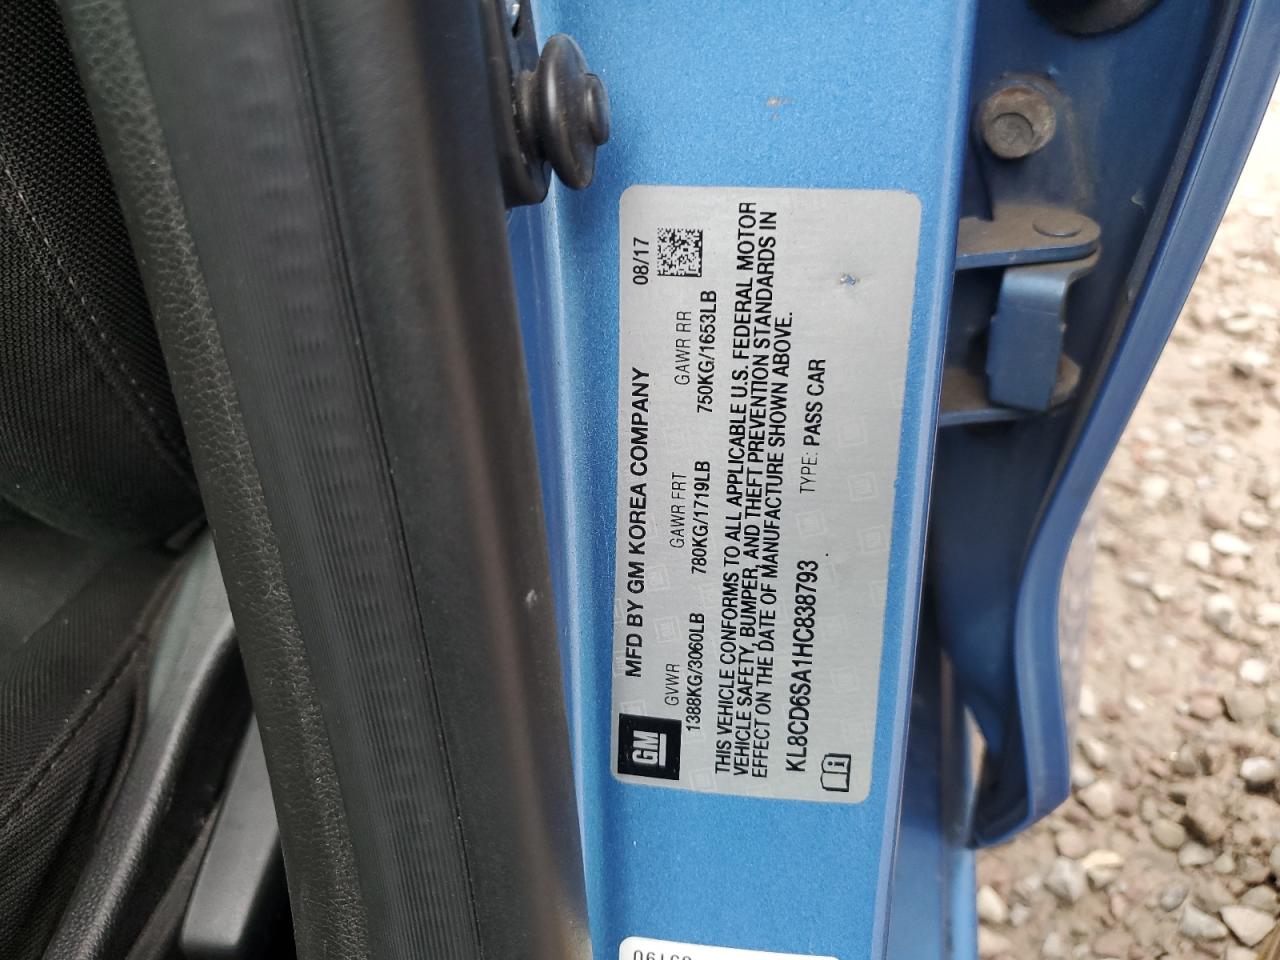 GM
MFD BY GM KOREA COMPANY 08/17
GVWR GAWR FRT GAWR RR
1388KG/3060LB 780KG/1719LB 750KG/1653LB
THIS VEHICLE CONFORMS TO ALL APPLICABLE U.S. FEDERAL MOTOR
VEHICLE SAFETY, BUMPER, AND THEFT PREVENTION STANDARDS IN
EFFECT ON THE DATE OF MANUFACTURE SHOWN ABOVE.
KL8CD6SA1HC838793 TYPE: PASS CAR